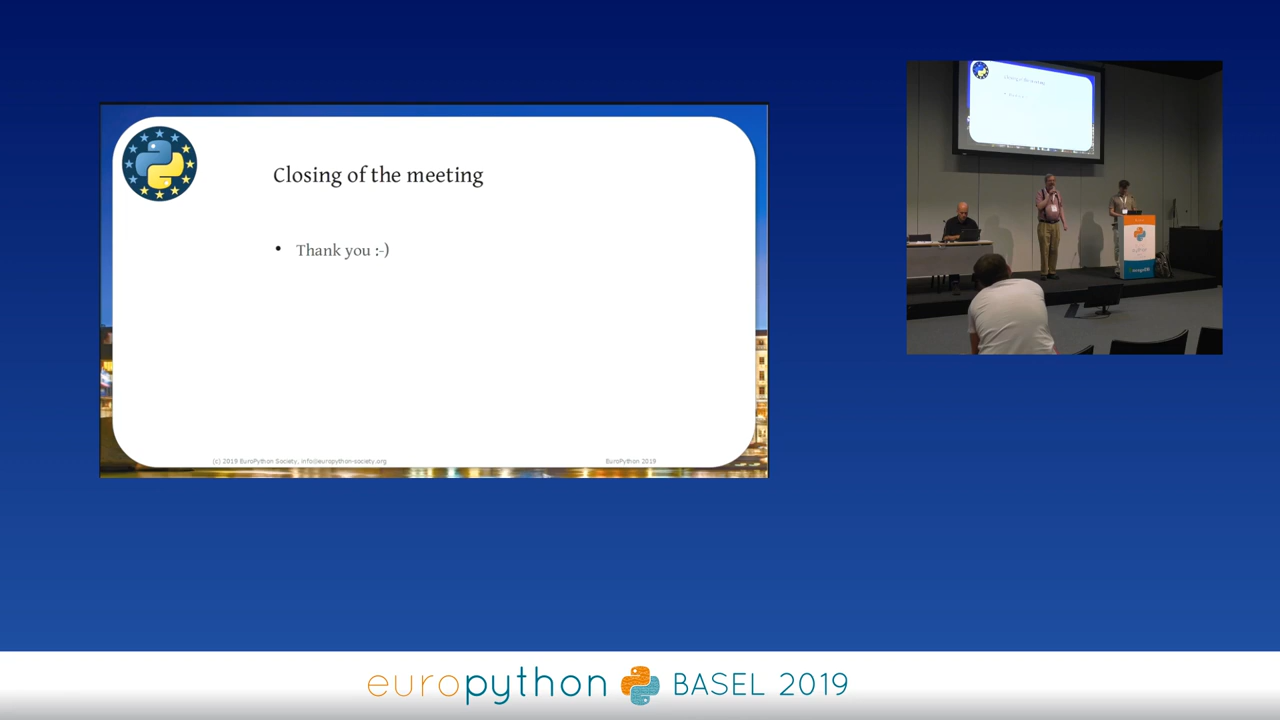 Closing of the meeting
• Thank you :-)
(c) 2019 EuroPython Society, info@europython-society.org
EuroPython 2019
europython BASEL 2019